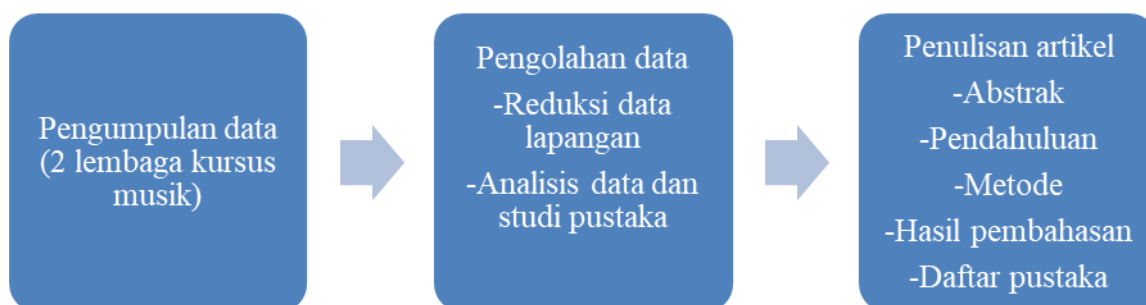 Pengumpulan data
(2 lembaga kursus
musik)
Pengolahan data
-Reduksi data
lapangan
-Analisis data dan
studi pustaka
Penulisan artikel
-Abstrak
-Pendahuluan
-Metode
-Hasil pembahasan
-Daftar pustaka